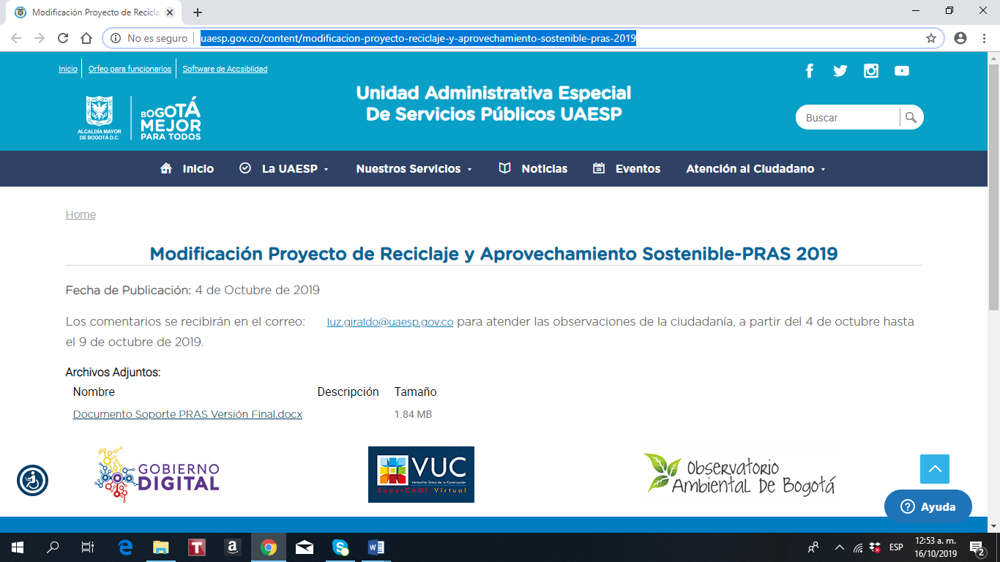 Modificación Proyecto de Recicla
No es seguro
uaesp.gov.co/content/modificacion-proyecto-reciclaje-y-aprovechamiento-sostenible-pras-2019
Inicio
Orfeo para funcionarios
Software de Accsiblidad
ALCALDÍA MAYOR
DE BOGOTÁ D.C.
BOGOTÁ
MEJOR
PARA TODOS
Unidad Administrativa Especial
De Servicios Públicos UAESP
Buscar
Inicio
La UAESP
Nuestros Servicios
Noticias
Eventos
Atención al Ciudadano
Home
Modificación Proyecto de Reciclaje y Aprovechamiento Sostenible-PRAS 2019
Fecha de Publicación: 4 de Octubre de 2019
Los comentarios se recibirán en el correo: luz.giraldo@uaesp.gov.co para atender las observaciones de la ciudadanía, a partir del 4 de octubre hasta
el 9 de octubre de 2019.
Archivos Adjuntos:
Nombre Descripción Tamaño
Documento Soporte PRAS Versión Final.docx 1.84 MB
GOBIERNO
DIGITAL
VUC
Ventanilla Única de la Construcción
SuperCADE Virtual
Observatorio
Ambiental De Bogotá
Ayuda
ESP
12:53 a. m.
16/10/2019
2